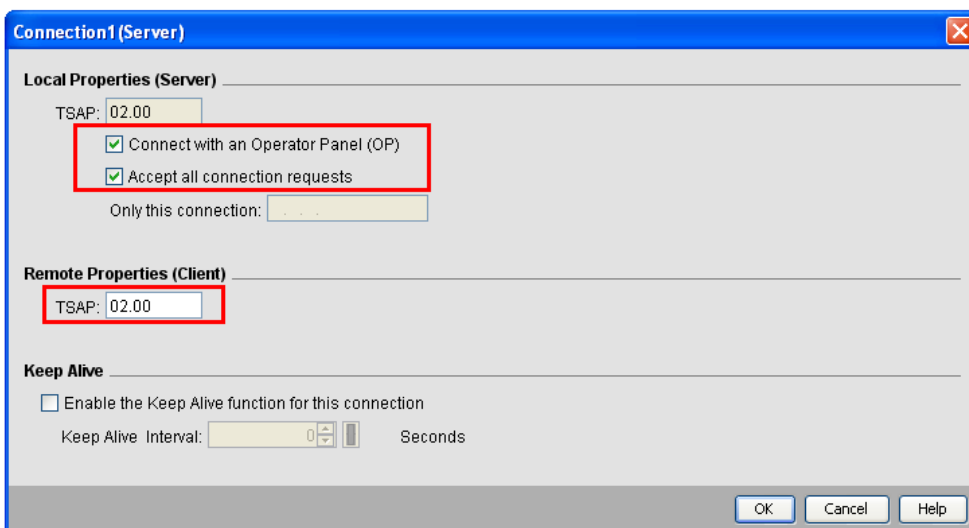 Connection1(Server)
Local Properties (Server)
TSAP: 02.00
Connect with an Operator Panel (OP)
Accept all connection requests
Only this connection: . . .
Remote Properties (Client)
TSAP: 02.00
Keep Alive
Enable the Keep Alive function for this connection
Keep Alive Interval: 0 Seconds
OK Cancel Help